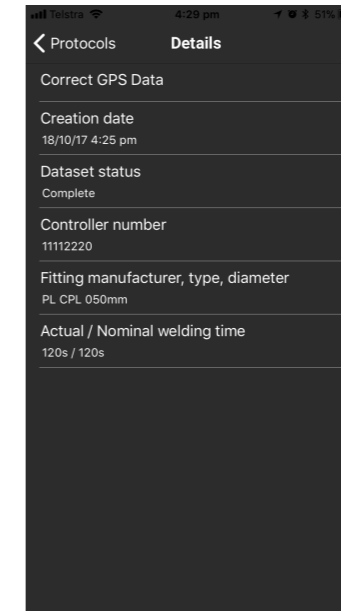 Telstra 4:29 pm 51%
Protocols Details
Correct GPS Data
Creation date
18/10/17 4:25 pm
Dataset status
Complete
Controller number
11112220
Fitting manufacturer, type, diameter
PL CPL 050mm
Actual / Nominal welding time
120s / 120s